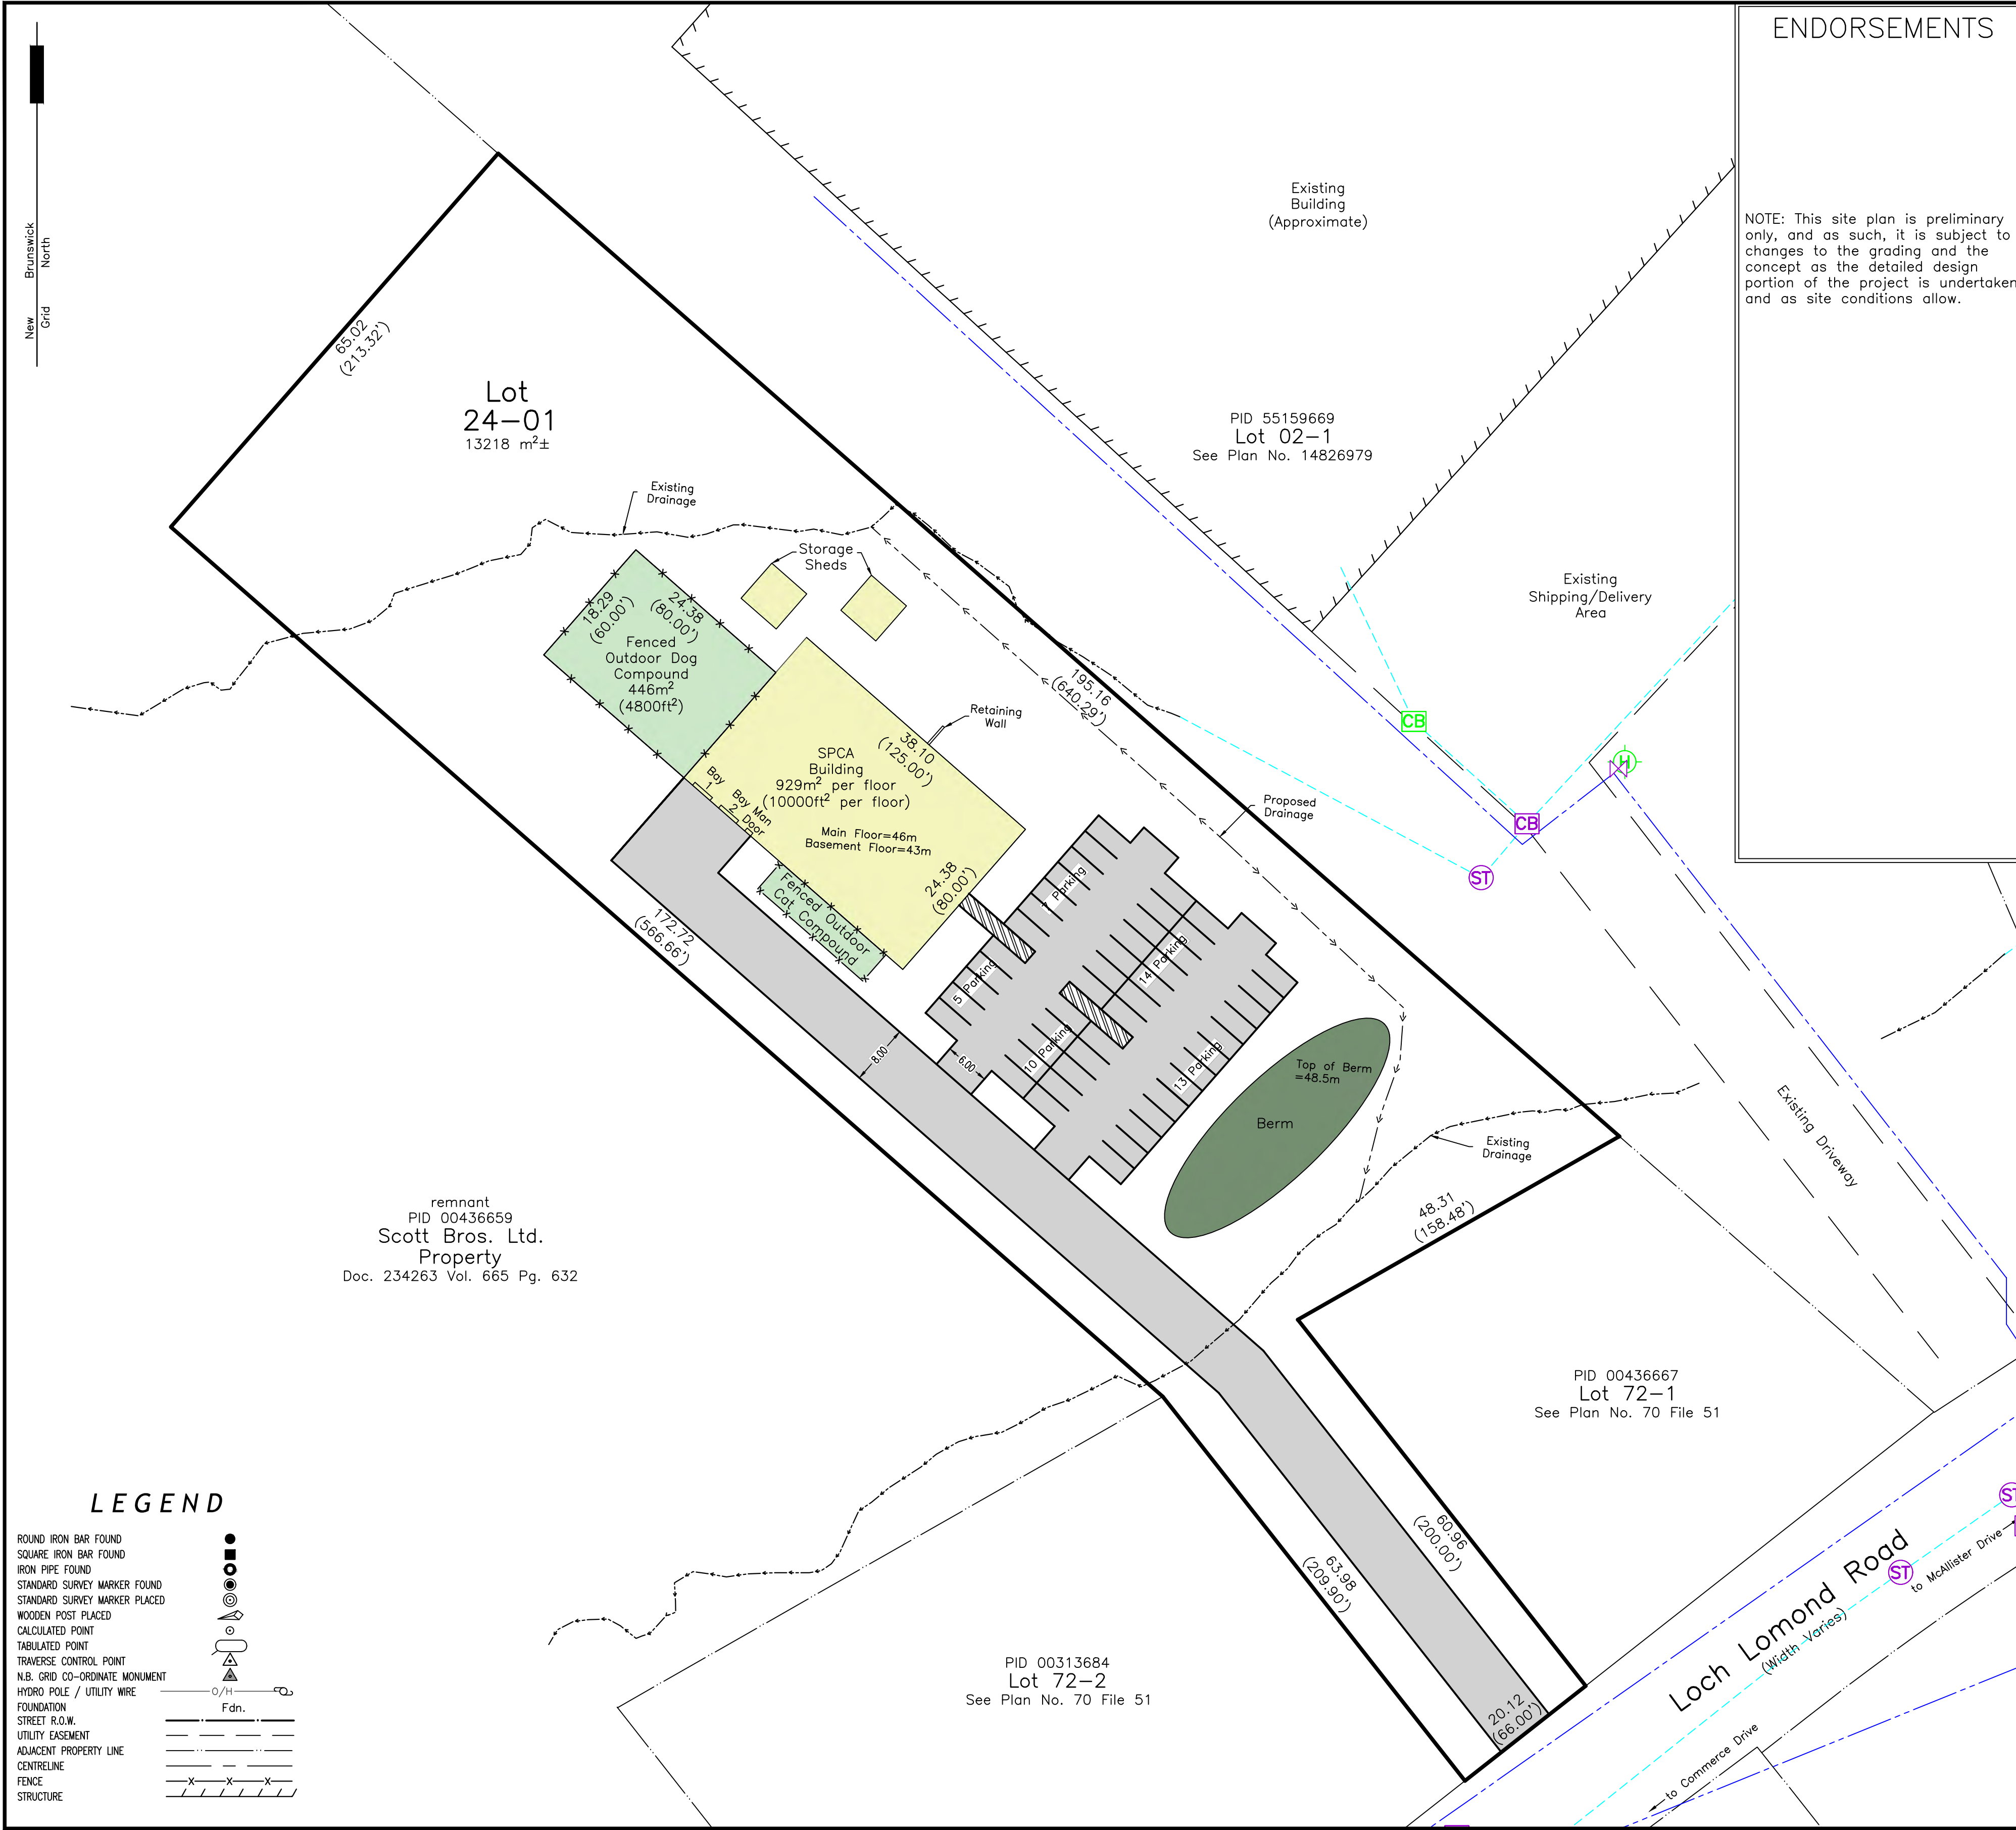 ENDORSEMENTS
NOTE: This site plan is preliminary
only, and as such, it is subject to
changes to the grading and the
concept as the detailed design
portion of the project is undertaken
and as site conditions allow.
New Brunswick
Grid North
Existing
Building
(Approximate)
65.02
(213.32')
Lot
24-01
13218 m²±
PID 55159669
Lot 02-1
See Plan No. 14826979
Existing
Drainage
Storage
Sheds
Existing
Shipping/Delivery
Area
18.29
(60.00')
24.38
(80.00')
Fenced
Outdoor Dog
Compound
446m²
(4800ft²)
195.16
(640.29')
Retaining
Wall
38.10
(125.00')
SPCA
Building
929m² per floor
(10000ft² per floor)
Main Floor=46m
Basement Floor=43m
Bay
1
Bay
2
Man
Door
24.38
(80.00')
Fenced Outdoor
Cat Compound
CB
H
CB
ST
Proposed
Drainage
7 Parking
5 Parking
14 Parking
10 Parking
13 Parking
8.00
6.00
172.72
(566.66')
Top of Berm
=48.5m
Berm
Existing
Drainage
Existing Driveway
48.31
(158.48')
remnant
PID 00436659
Scott Bros. Ltd.
Property
Doc. 234263 Vol. 665 Pg. 632
PID 00436667
Lot 72-1
See Plan No. 70 File 51
60.96
(200.00')
63.98
(209.90')
20.12
(66.00')
PID 00313684
Lot 72-2
See Plan No. 70 File 51
Loch Lomond Road
(Width Varies)
ST
ST
to McAllister Drive
to Commerce Drive
LEGEND
ROUND IRON BAR FOUND
SQUARE IRON BAR FOUND
IRON PIPE FOUND
STANDARD SURVEY MARKER FOUND
STANDARD SURVEY MARKER PLACED
WOODEN POST PLACED
CALCULATED POINT
TABULATED POINT
TRAVERSE CONTROL POINT
N.B. GRID CO-ORDINATE MONUMENT
HYDRO POLE / UTILITY WIRE O/H
FOUNDATION Fdn.
STREET R.O.W.
UTILITY EASEMENT
ADJACENT PROPERTY LINE
CENTRELINE
FENCE
STRUCTURE